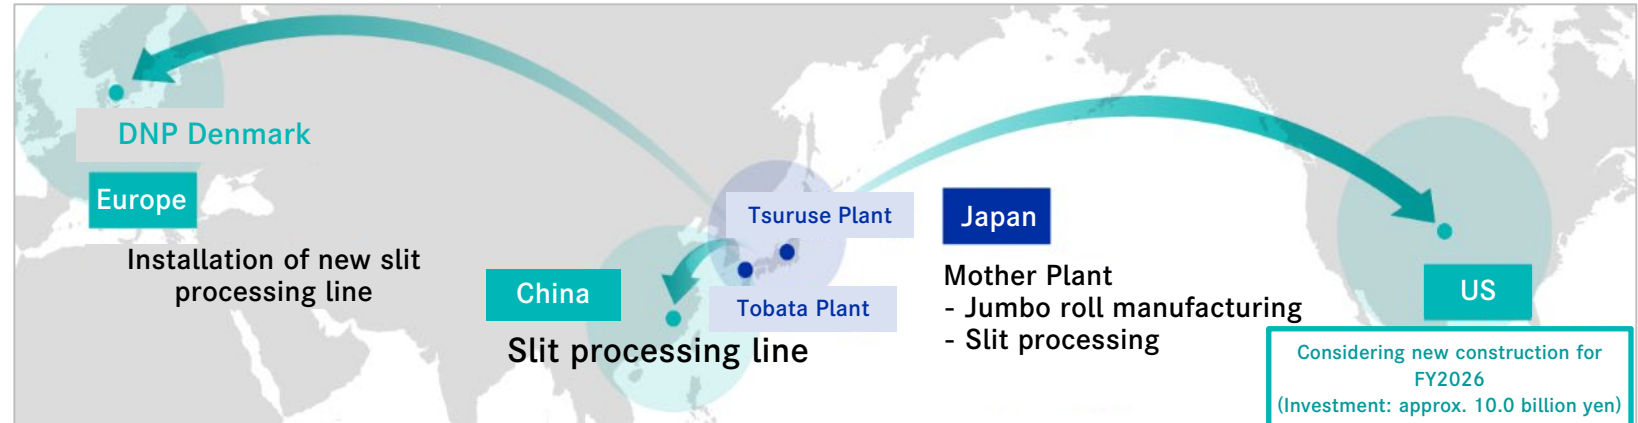 DNP Denmark
Europe
Installation of new slit
processing line
China
Slit processing line
Tsuruse Plant
Tobata Plant
Japan
Mother Plant
- Jumbo roll manufacturing
- Slit processing
US
Considering new construction for
FY2026
(Investment: approx. 10.0 billion yen)